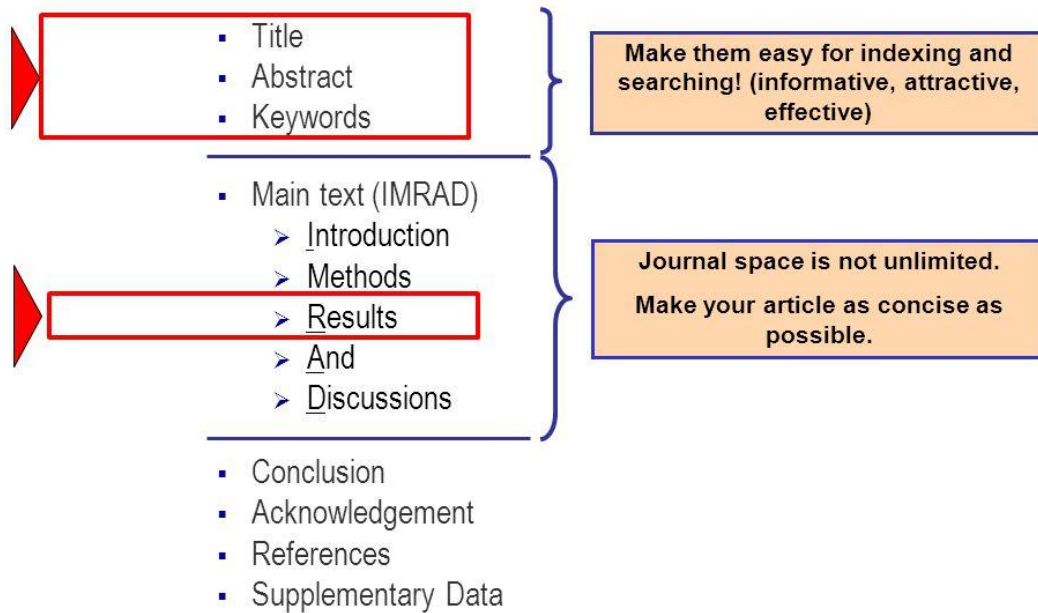 Title
Abstract
Keywords
Make them easy for indexing and
searching! (informative, attractive,
effective)
Main text (IMRAD)
Introduction
Methods
Results
And
Discussions
Journal space is not unlimited.
Make your article as concise as
possible.
Conclusion
Acknowledgement
References
Supplementary Data